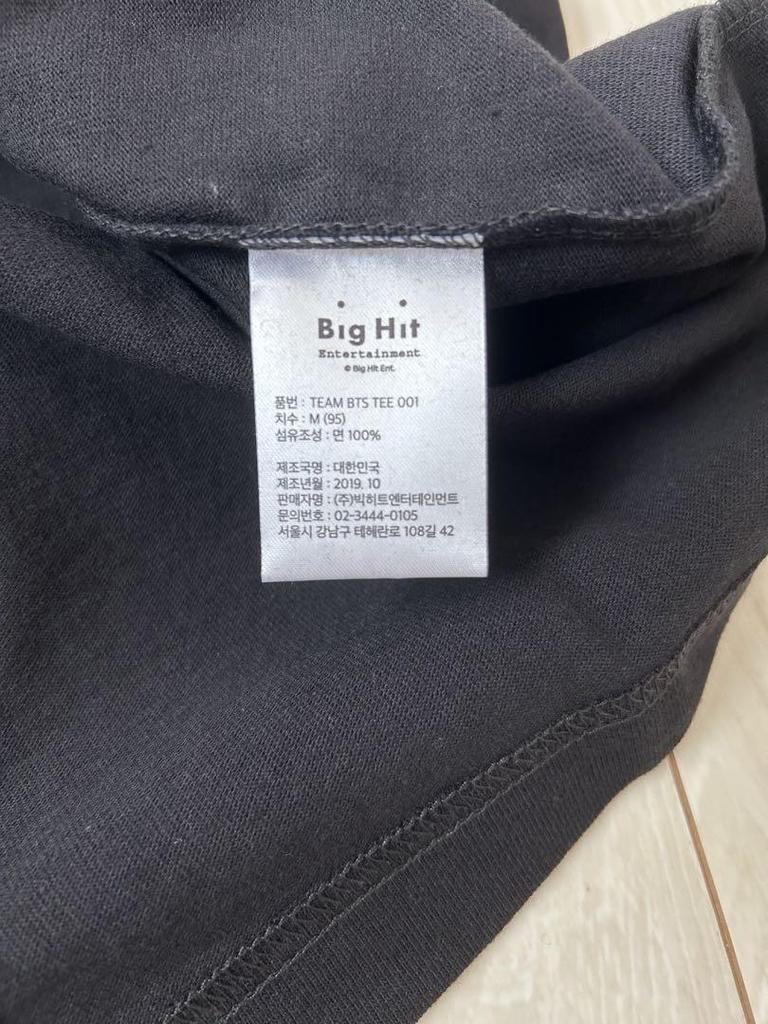 Big Hit
Entertainment
© Big Hit Ent.
품번 : TEAM BTS TEE 001
치수 : M (95)
섬유조성 : 면 100%
제조국명 : 대한민국
제조년월 : 2019. 10
판매자명 : (주)빅히트엔터테인먼트
문의번호 : 02-3444-0105
서울시 강남구 테헤란로 108길 42